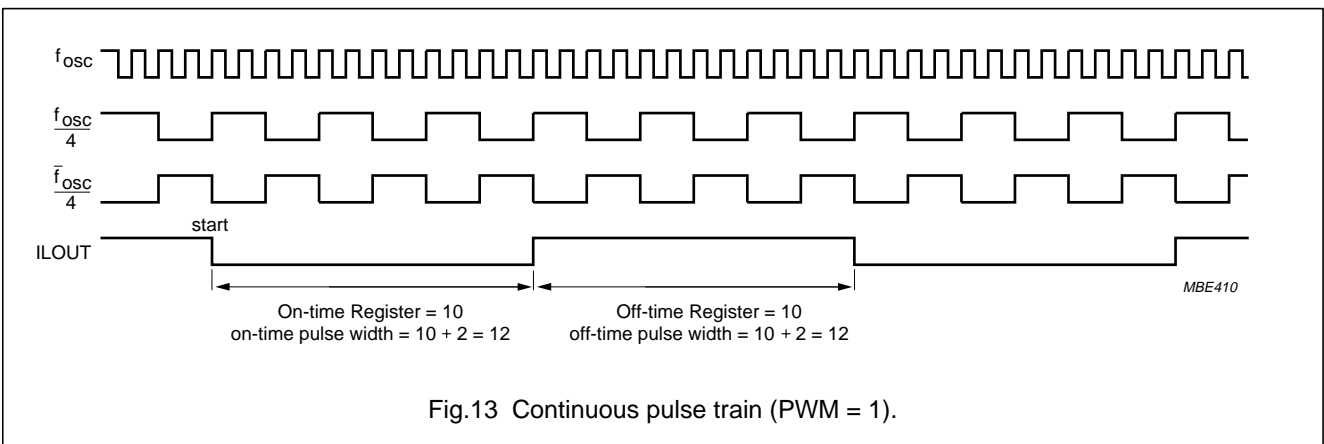 f osc
f osc
4
f̅ osc
4
start
ILOUT
MBE410
On-time Register = 10
on-time pulse width = 10 + 2 = 12
Off-time Register = 10
off-time pulse width = 10 + 2 = 12
Fig.13 Continuous pulse train (PWM = 1).